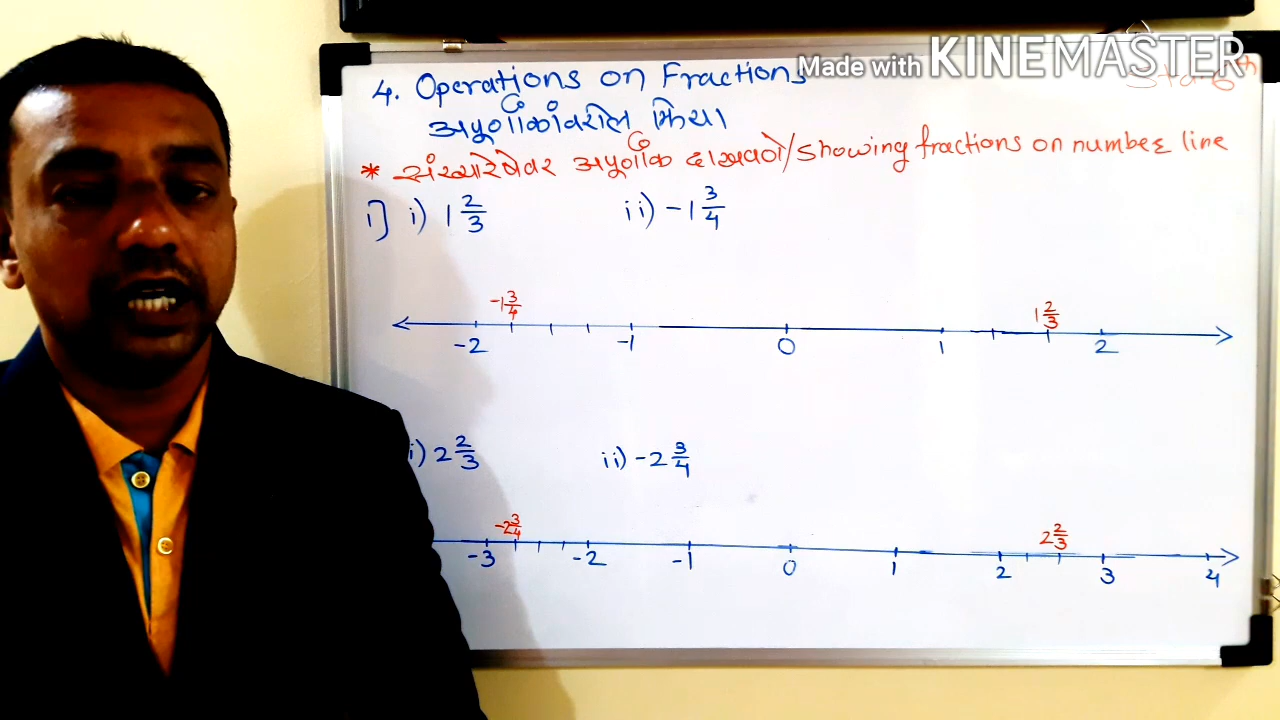 Made with KINEMASTER
4. Operations on Fractions
std 6th
अपूर्णांकांवरील क्रिया
* संख्यारेषेवर अपूर्णांक दाखवणे/showing fractions on number line
1] i) 1 2/3 ii) -1 3/4
-1 3/4 1 2/3
-2 -1 0 1 2
i) 2 2/3 ii) -2 3/4
-2 3/4 2 2/3
-3 -2 -1 0 1 2 3 4